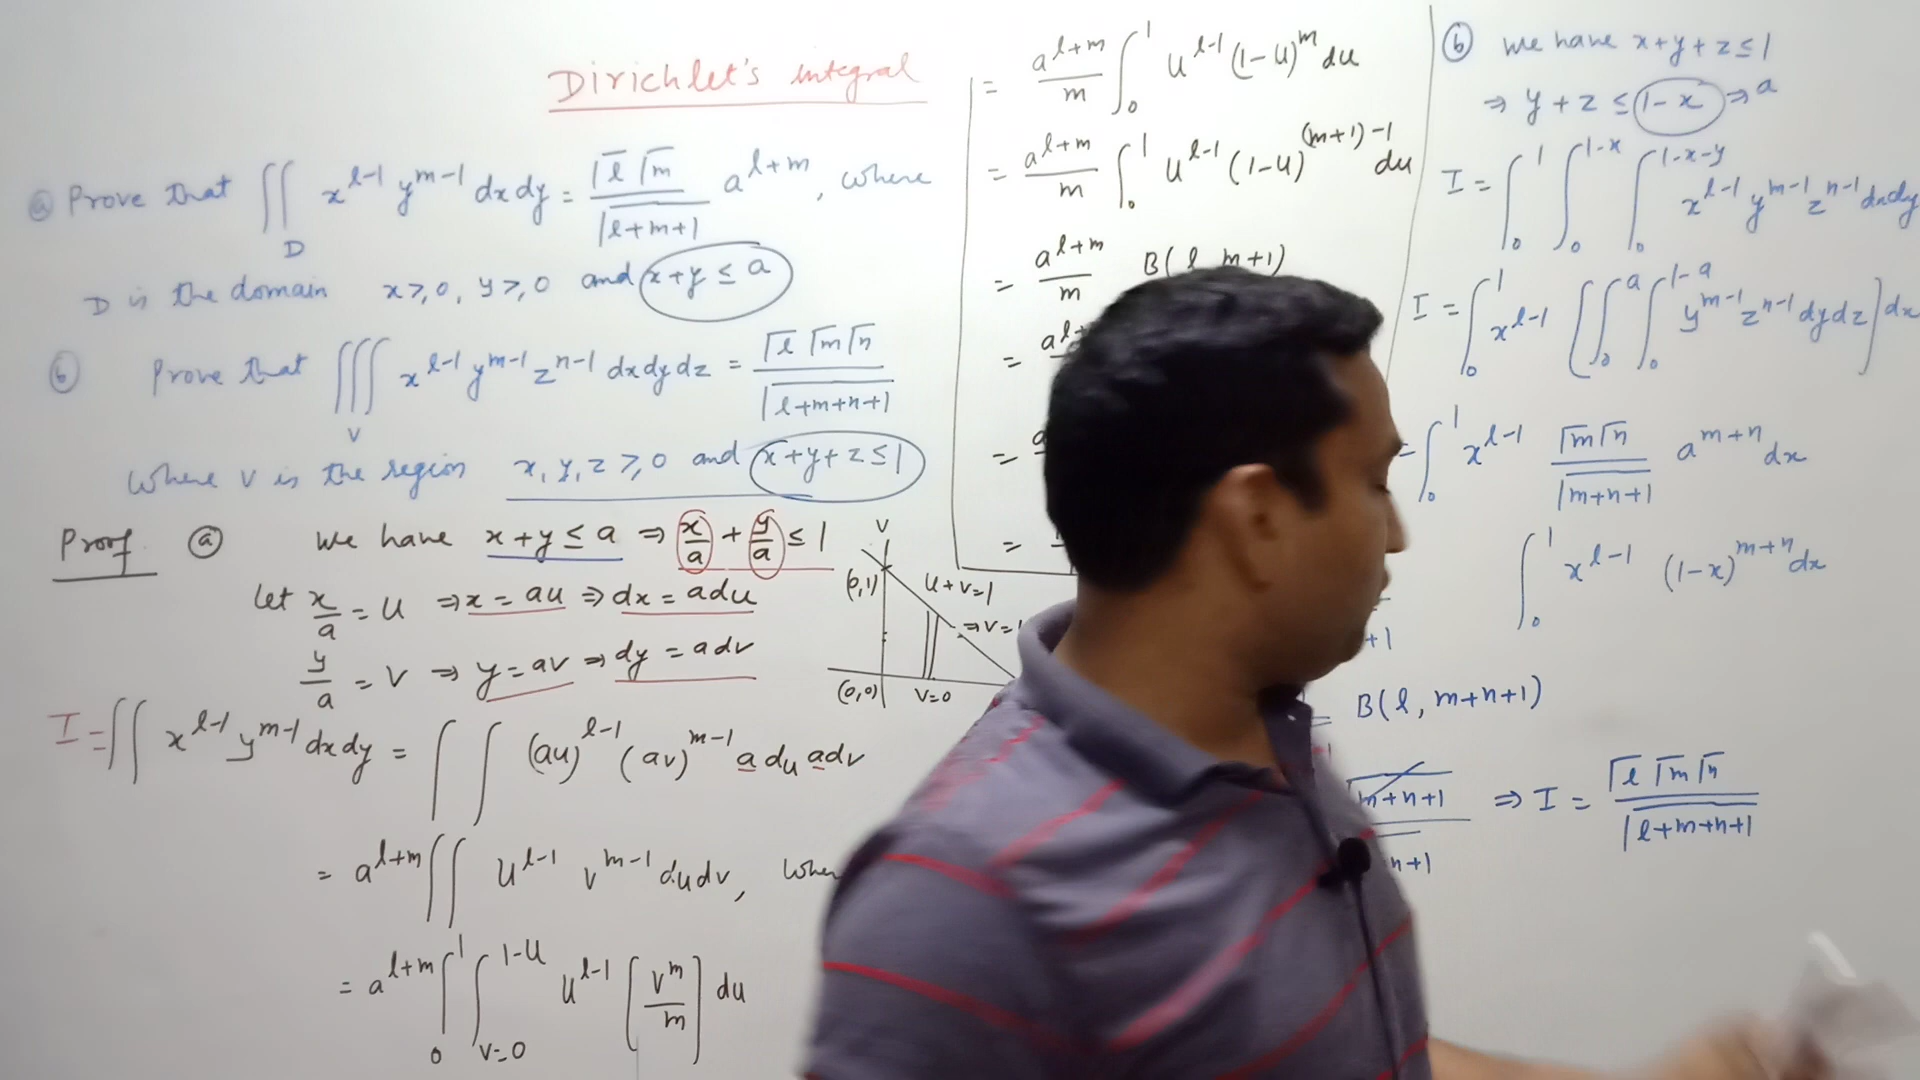 Dirichlet's integral
ⓐ Prove that ∬_D x^{l-1} y^{m-1} dx dy = Γl Γm / Γ(l+m+1) a^{l+m}, where
D is the domain x≥0, y≥0 and x+y ≤ a
ⓑ Prove that ∭_V x^{l-1} y^{m-1} z^{n-1} dx dy dz = Γl Γm Γn / Γ(l+m+n+1)
Where V is the region x, y, z ≥ 0 and x+y+z ≤ 1
Proof ⓐ We have x+y ≤ a ⇒ x/a + y/a ≤ 1
Let x/a = u ⇒ x = au ⇒ dx = adu
y/a = v ⇒ y = av ⇒ dy = adv
I = ∬ x^{l-1} y^{m-1} dx dy = ∫∫ (au)^{l-1} (av)^{m-1} a du adv
= a^{l+m} ∬ u^{l-1} v^{m-1} du dv,
= a^{l+m} ∫_0^1 ∫_{v=0}^{1-u} u^{l-1} [v^m / m] du
v
(0,1)
u+v=1
⇒ v=
(0,0)
v=0
= a^{l+m}/m ∫_0^1 u^{l-1} (1-u)^m du
= a^{l+m}/m ∫_0^1 u^{l-1} (1-u)^{(m+1)-1} du
= a^{l+m}/m B(l, m+1)
=
=
=
ⓑ We have x+y+z ≤ 1
⇒ y+z ≤ 1-x ⇒ a
I = ∫_0^1 ∫_0^{1-x} ∫_0^{1-x-y} x^{l-1} y^{m-1} z^{n-1} dx dy
I = ∫_0^1 x^{l-1} [∫_0^a ∫_0^{1-a} y^{m-1} z^{n-1} dy dz] dx
= ∫_0^1 x^{l-1} Γm Γn / Γ(m+n+1) a^{m+n} dx
∫_0^1 x^{l-1} (1-x)^{m+n} dx
+1
= B(l, m+n+1)
Γ(m+n+1)
n+1
⇒ I = Γl Γm Γn / Γ(l+m+n+1)